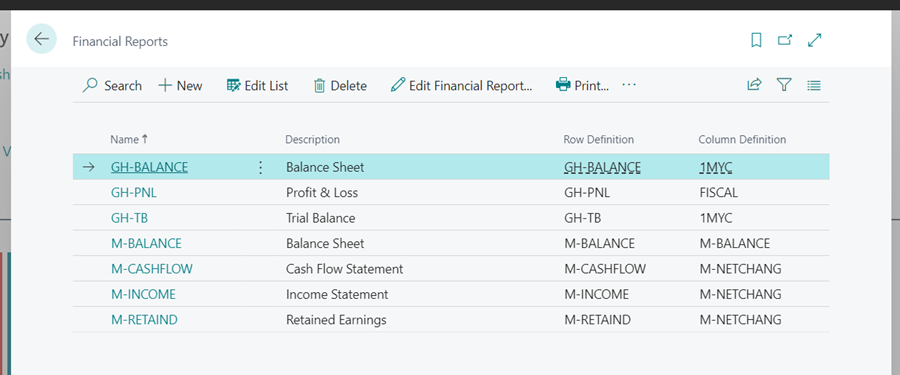 y
Financial Reports
sh
Search New Edit List Delete Edit Financial Report... Print... ...
Name ↑ Description Row Definition Column Definition
V
→ GH-BALANCE ⋮ Balance Sheet GH-BALANCE 1MYC
GH-PNL Profit & Loss GH-PNL FISCAL
GH-TB Trial Balance GH-TB 1MYC
M-BALANCE Balance Sheet M-BALANCE M-BALANCE
M-CASHFLOW Cash Flow Statement M-CASHFLOW M-NETCHANG
M-INCOME Income Statement M-INCOME M-NETCHANG
M-RETAIND Retained Earnings M-RETAIND M-NETCHANG